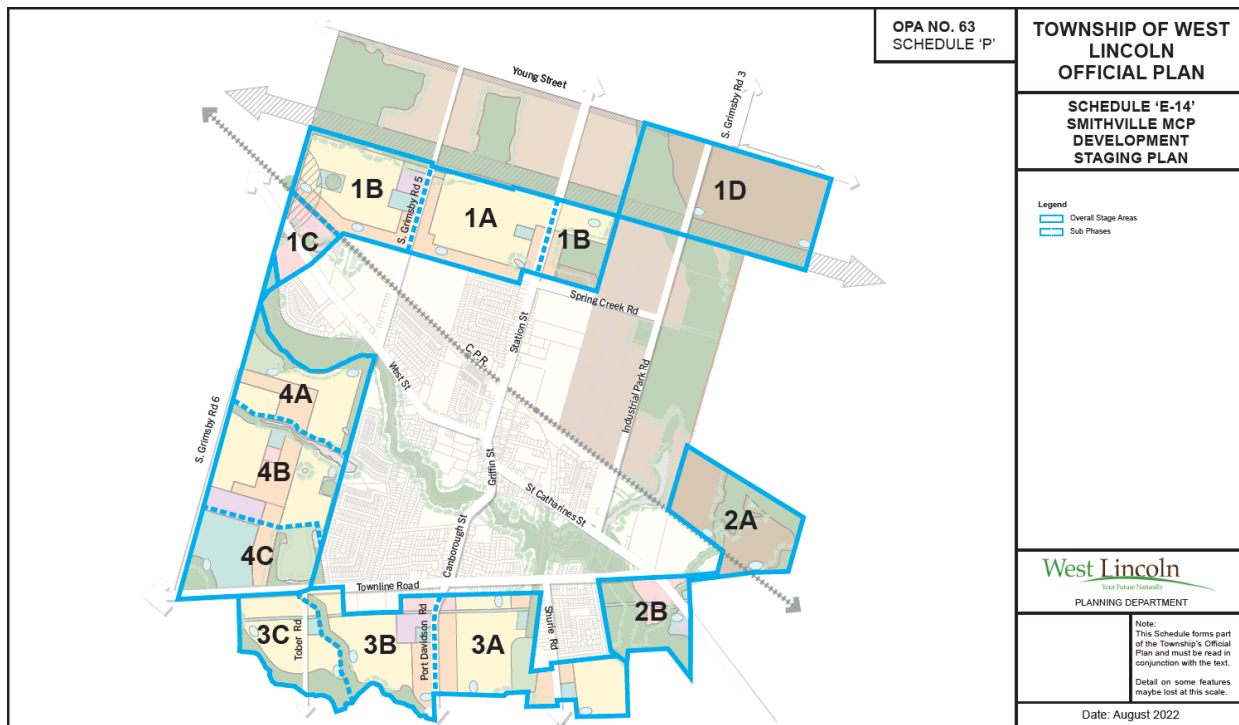 OPA NO. 63
SCHEDULE ‘P’
TOWNSHIP OF WEST
LINCOLN
OFFICIAL PLAN
SCHEDULE ‘E-14’
SMITHVILLE MCP
DEVELOPMENT
STAGING PLAN
Legend
Overall Stage Areas
Sub Phases
Young Street
S. Grimsby Rd 3
1D
1B
S. Grimsby Rd 5
1A
1B
1C
Spring Creek Rd
Station St
C.P.R.
West St
Industrial Park Rd
4A
S. Grimsby Rd 6
4B
Griffin St
St Catharines St
2A
4C
Canborough St
Townline Road
2B
3C
Tober Rd
3B
Port Davidson Rd
3A
Shurie Rd
West Lincoln
Your Future Naturally
PLANNING DEPARTMENT
Note:
This Schedule forms part
of the Township's Official
Plan and must be read in
conjunction with the text.
Detail on some features
maybe lost at this scale.
Date: August 2022